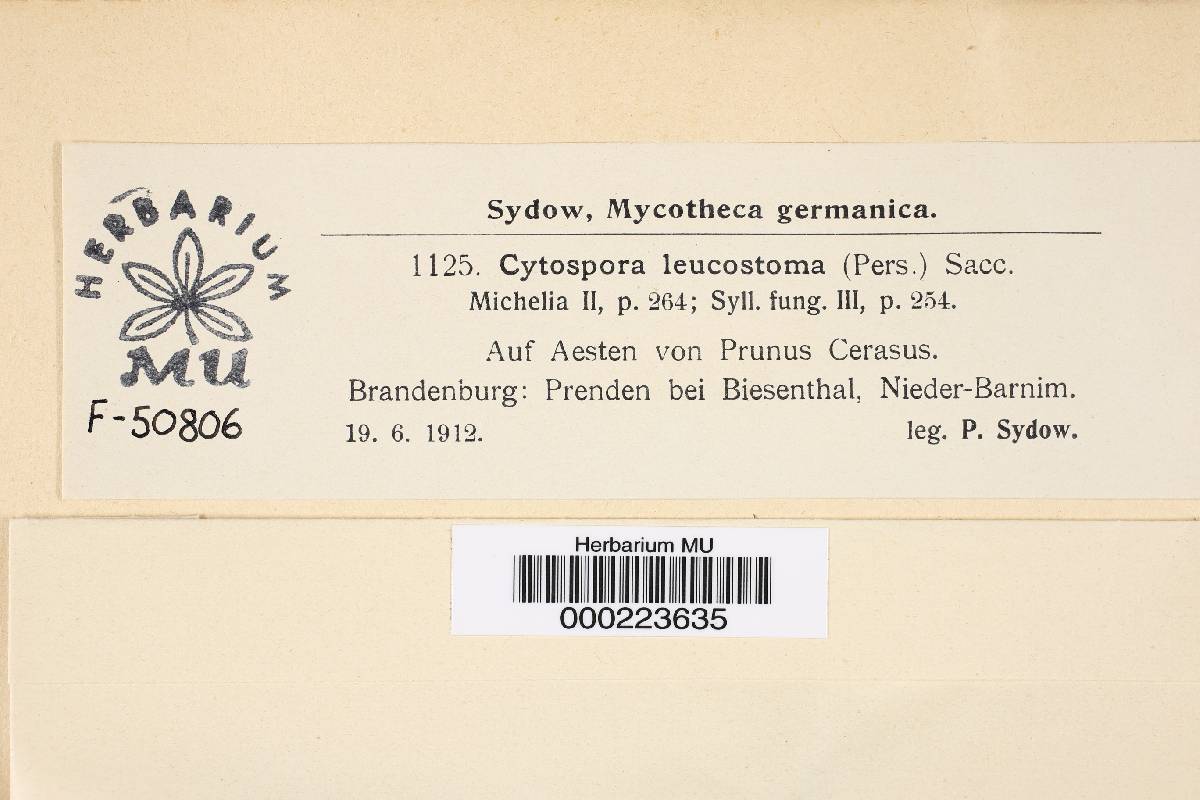 HERBARIUM
MU
F-50806
Sydow, Mycotheca germanica.
1125. Cytospora leucostoma (Pers.) Sacc.
Michelia II, p. 264; Syll. fung. III, p. 254.
Auf Aesten von Prunus Cerasus.
Brandenburg: Prenden bei Biesenthal, Nieder-Barnim.
19. 6. 1912. leg. P. Sydow.
Herbarium MU
000223635